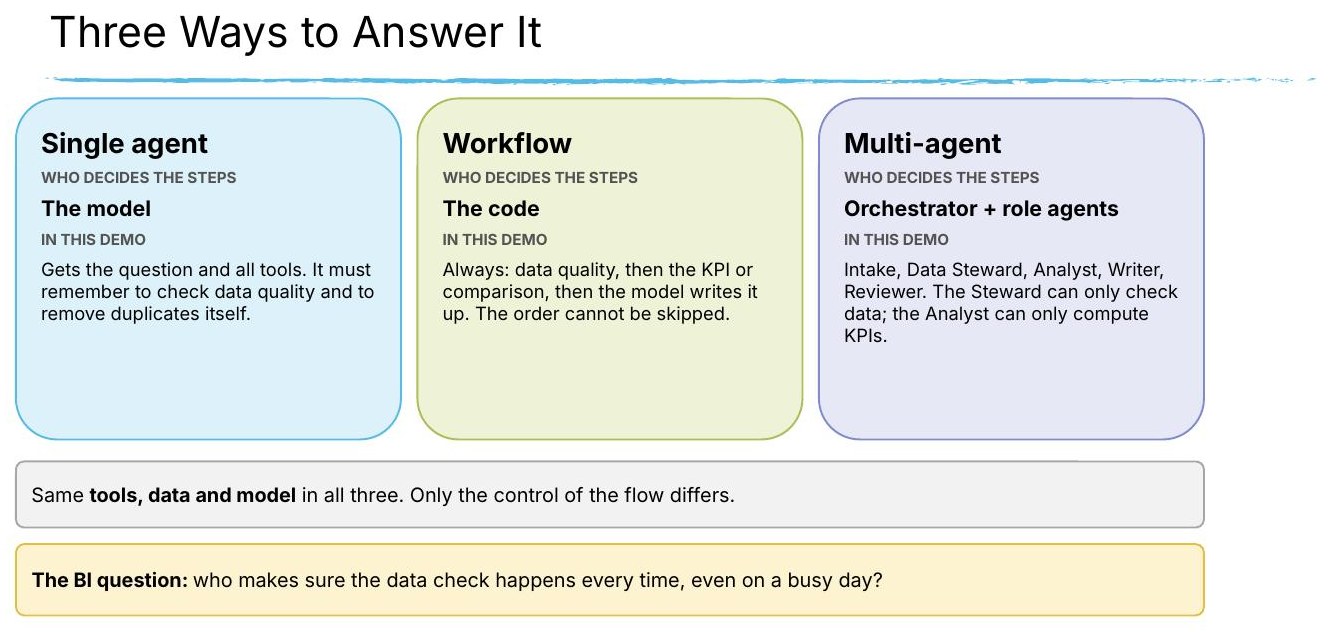 Three Ways to Answer It
Single agent
WHO DECIDES THE STEPS
The model
IN THIS DEMO
Gets the question and all tools. It must
remember to check data quality and to
remove duplicates itself.
Workflow
WHO DECIDES THE STEPS
The code
IN THIS DEMO
Always: data quality, then the KPI or
comparison, then the model writes it
up. The order cannot be skipped.
Multi-agent
WHO DECIDES THE STEPS
Orchestrator + role agents
IN THIS DEMO
Intake, Data Steward, Analyst, Writer,
Reviewer. The Steward can only check
data; the Analyst can only compute
KPIs.
Same tools, data and model in all three. Only the control of the flow differs.
The BI question: who makes sure the data check happens every time, even on a busy day?